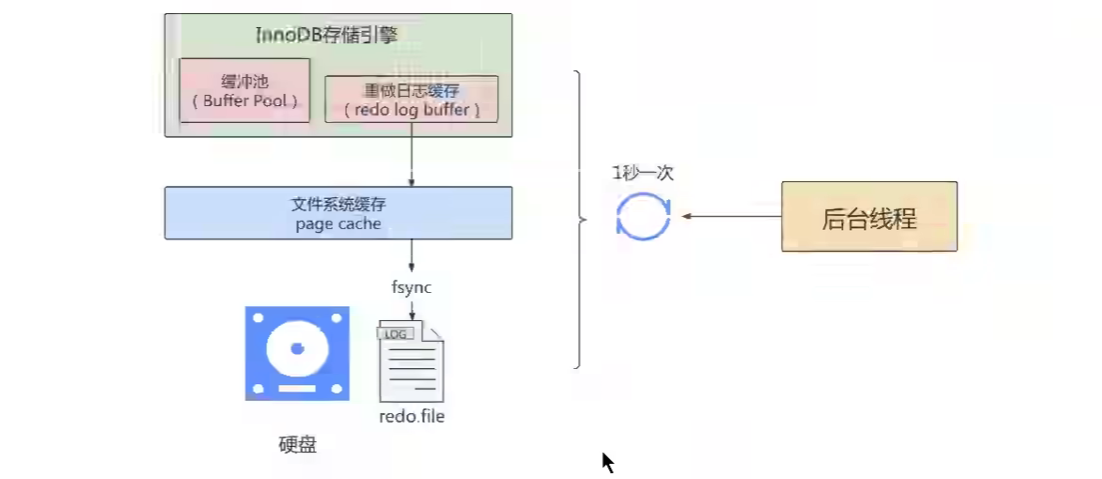 InnoDB存储引擎
缓冲池
（Buffer Pool）
重做日志缓存
（redo log buffer）
文件系统缓存
page cache
fsync
LOG
redo.file
硬盘
1秒一次
后台线程